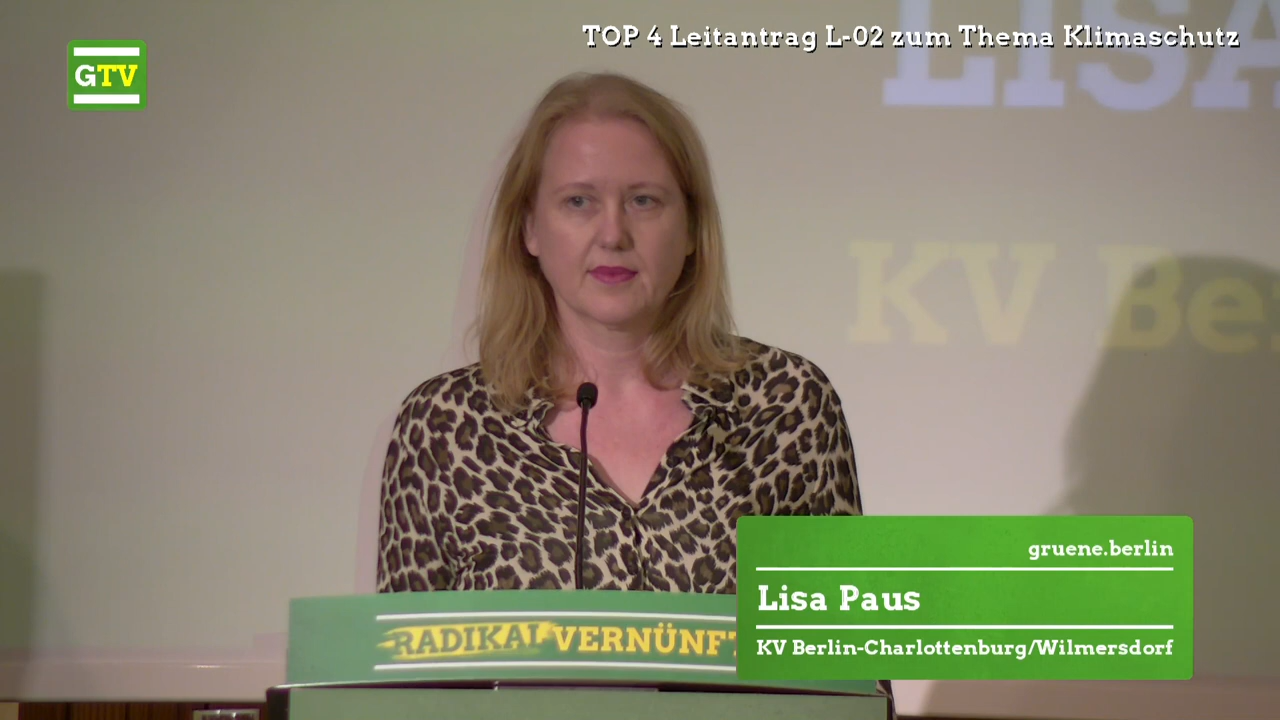 TOP 4 Leitantrag L-02 zum Thema Klimaschutz
GTV
LISA
KV Be
gruene.berlin
Lisa Paus
KV Berlin-Charlottenburg/Wilmersdorf
RADIKAL VERNÜNFT